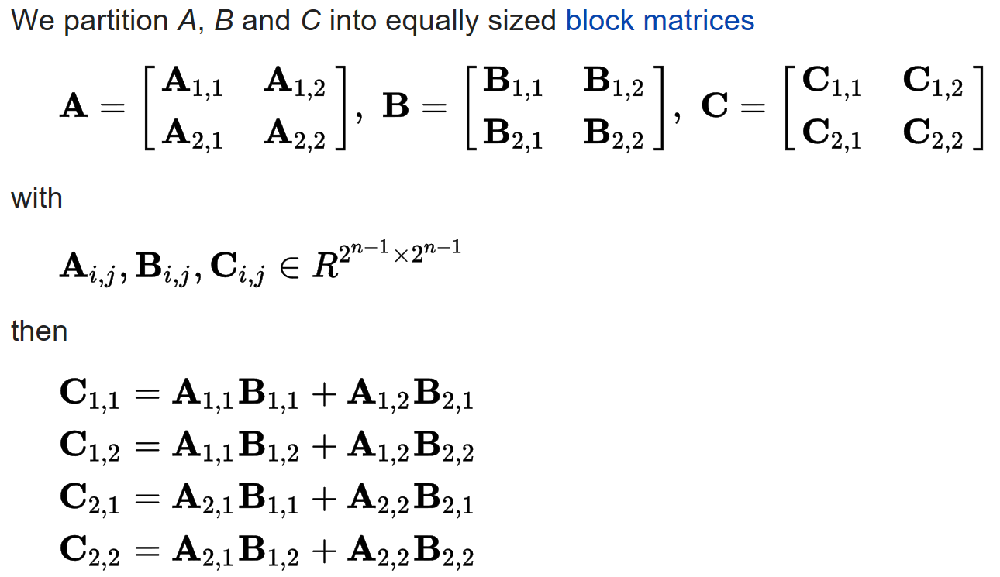 We partition A, B and C into equally sized block matrices
$\mathbf{A} = \begin{bmatrix} \mathbf{A}_{1,1} & \mathbf{A}_{1,2} \\ \mathbf{A}_{2,1} & \mathbf{A}_{2,2} \end{bmatrix}, \mathbf{B} = \begin{bmatrix} \mathbf{B}_{1,1} & \mathbf{B}_{1,2} \\ \mathbf{B}_{2,1} & \mathbf{B}_{2,2} \end{bmatrix}, \mathbf{C} = \begin{bmatrix} \mathbf{C}_{1,1} & \mathbf{C}_{1,2} \\ \mathbf{C}_{2,1} & \mathbf{C}_{2,2} \end{bmatrix}$
with
$\mathbf{A}_{i,j}, \mathbf{B}_{i,j}, \mathbf{C}_{i,j} \in R^{2^{n-1} \times 2^{n-1}}$
then
$\mathbf{C}_{1,1} = \mathbf{A}_{1,1}\mathbf{B}_{1,1} + \mathbf{A}_{1,2}\mathbf{B}_{2,1}$
$\mathbf{C}_{1,2} = \mathbf{A}_{1,1}\mathbf{B}_{1,2} + \mathbf{A}_{1,2}\mathbf{B}_{2,2}$
$\mathbf{C}_{2,1} = \mathbf{A}_{2,1}\mathbf{B}_{1,1} + \mathbf{A}_{2,2}\mathbf{B}_{2,1}$
$\mathbf{C}_{2,2} = \mathbf{A}_{2,1}\mathbf{B}_{1,2} + \mathbf{A}_{2,2}\mathbf{B}_{2,2}$